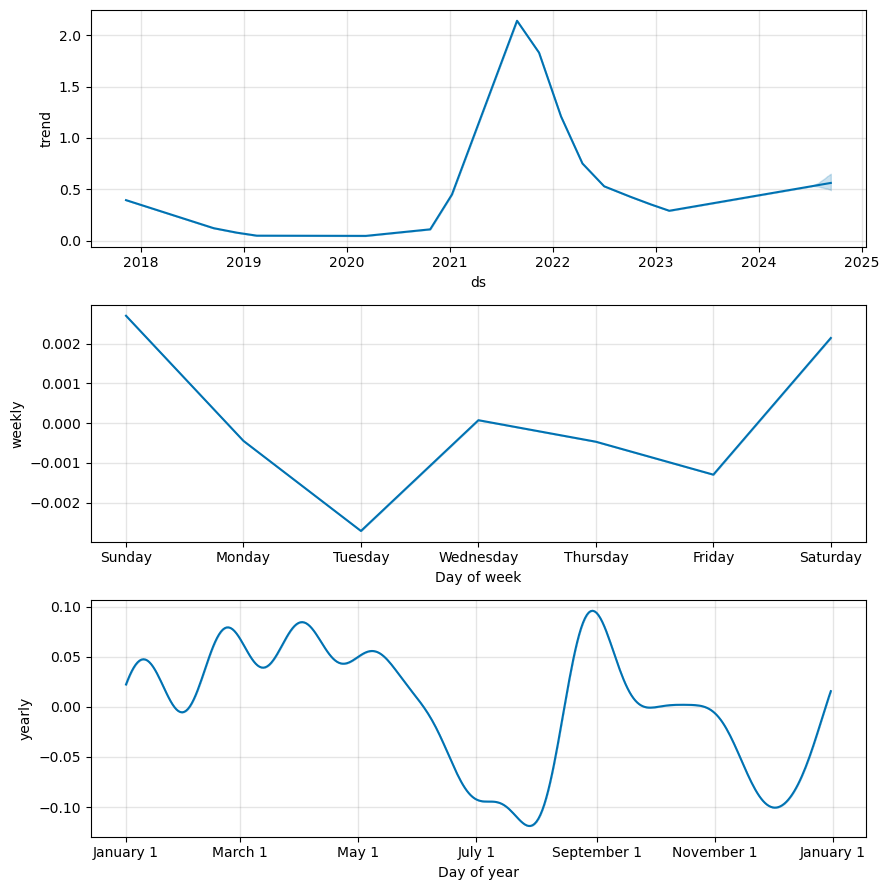 2.0
1.5
1.0
0.5
0.0
trend
2018 2019 2020 2021 2022 2023 2024 2025
ds
0.002
0.001
0.000
−0.001
−0.002
weekly
Sunday Monday Tuesday Wednesday Thursday Friday Saturday
Day of week
0.10
0.05
0.00
−0.05
−0.10
yearly
January 1 March 1 May 1 July 1 September 1 November 1 January 1
Day of year